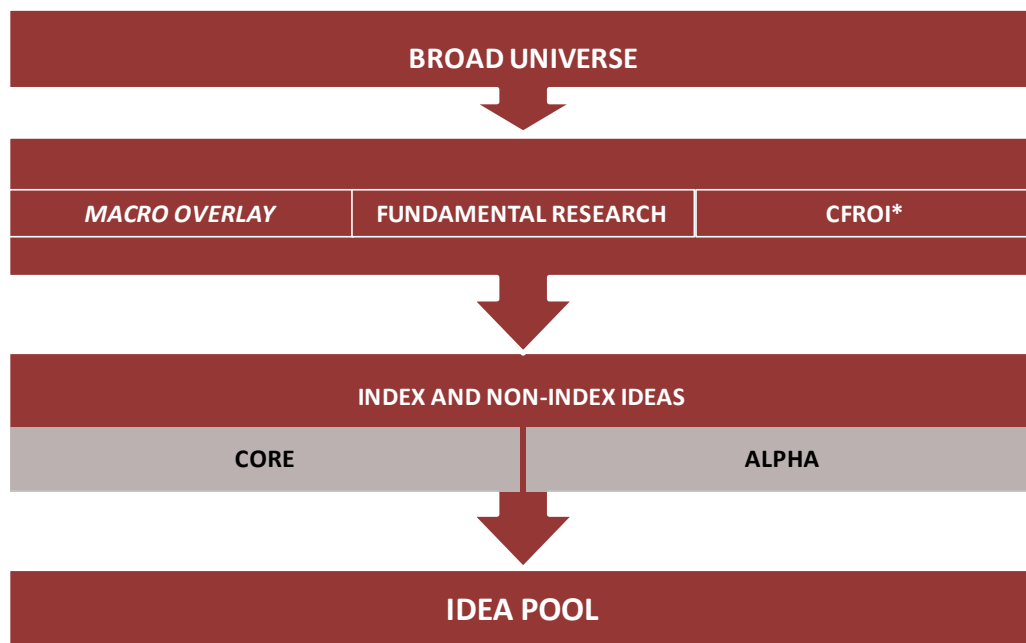 BROAD UNIVERSE
MACRO OVERLAY FUNDAMENTAL RESEARCH CFROI*
INDEX AND NON-INDEX IDEAS
CORE ALPHA
IDEA POOL